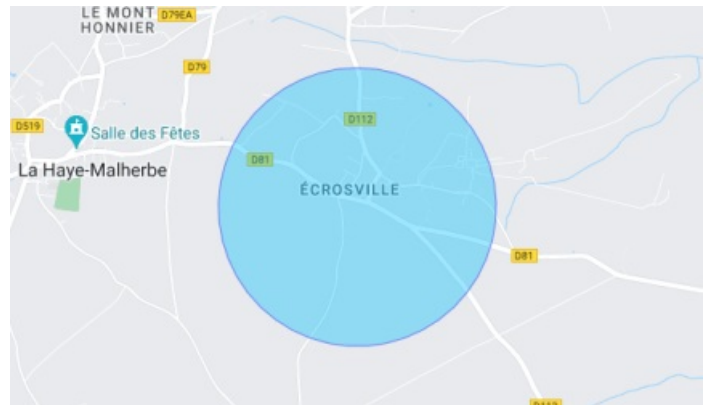 LE MONT
HONNIER
D79EA
D79
D112
D519
Salle des Fêtes
D81
La Haye-Malherbe
ÉCROSVILLE
D81